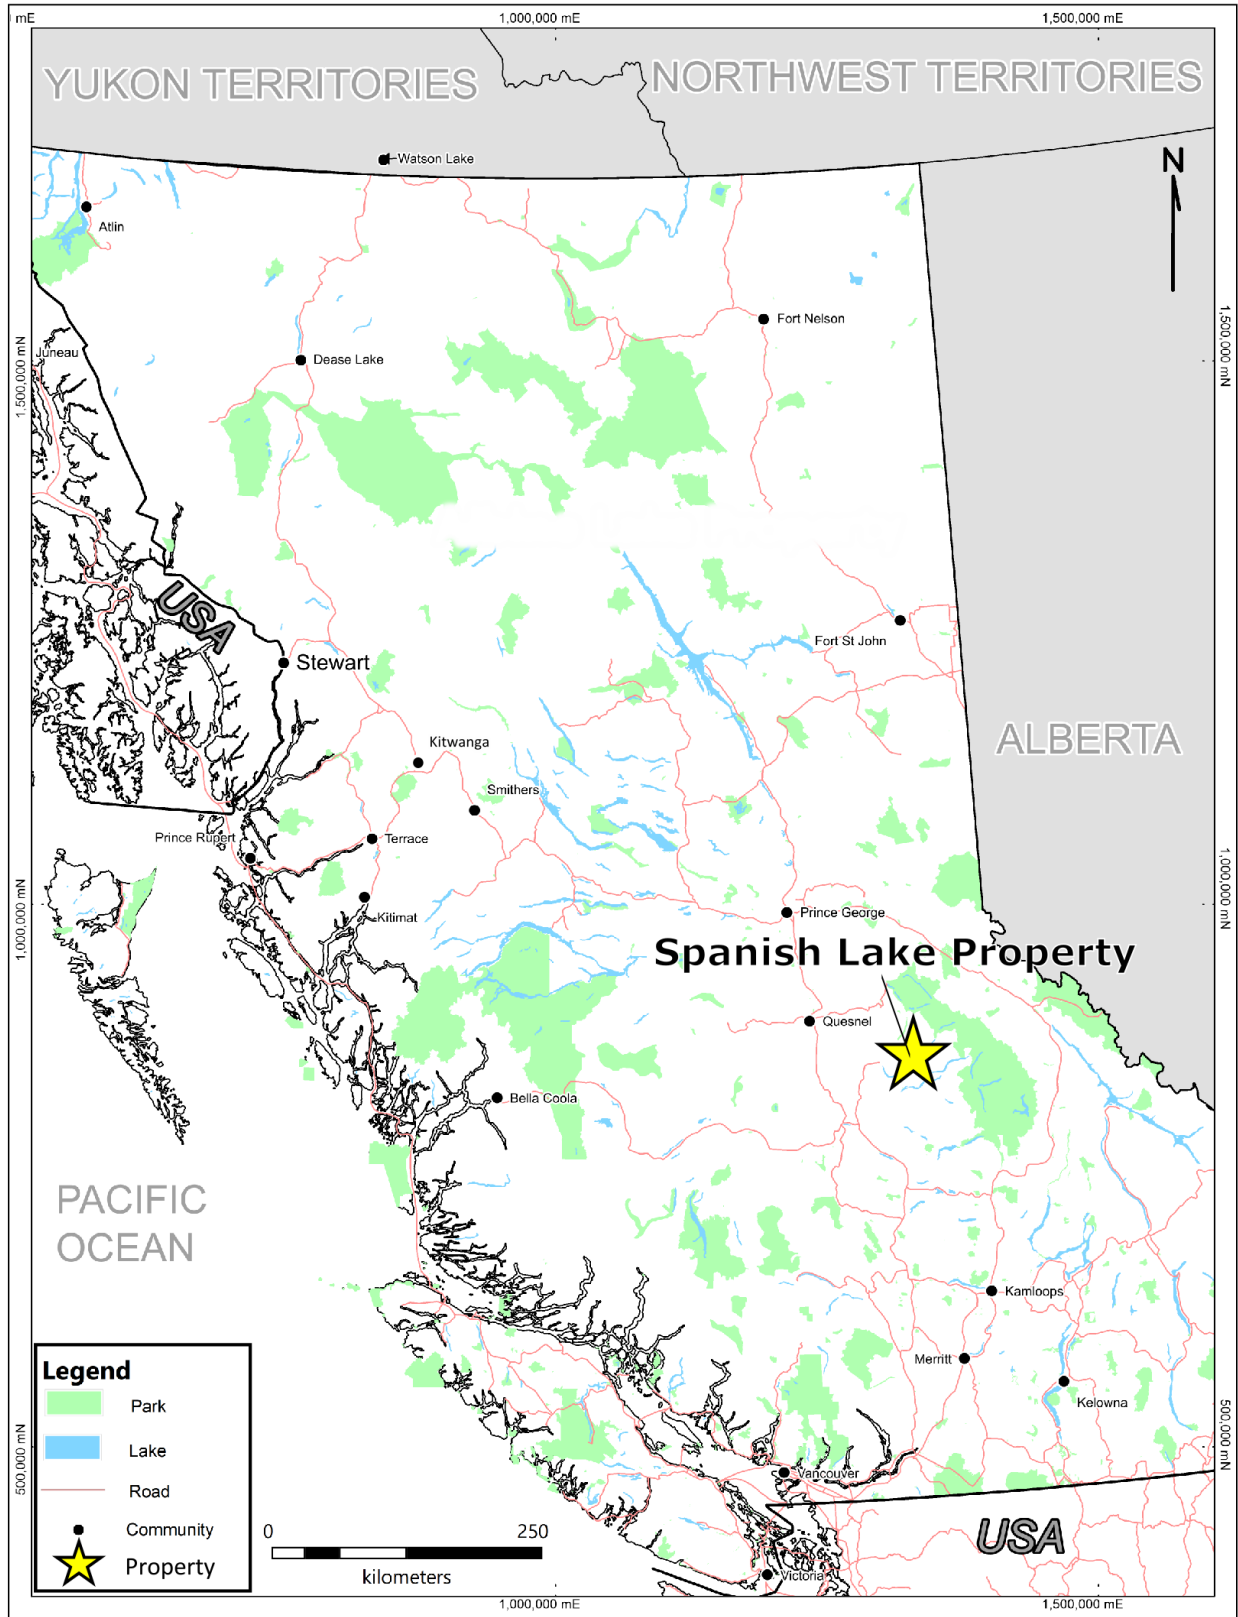 mE
1,000,000 mE
1,500,000 mE
YUKON TERRITORIES
NORTHWEST TERRITORIES
Watson Lake
N
Atlin
Fort Nelson
Juneau
Dease Lake
1,500,000 mN
1,500,000 mN
USA
Fort St John
Stewart
ALBERTA
Kitwanga
Smithers
Prince Rupert
Terrace
1,000,000 mN
1,000,000 mN
Kitimat
Prince George
Spanish Lake Property
Quesnel
Bella Coola
PACIFIC
OCEAN
Kamloops
Merritt
Kelowna
Legend
Park
Lake
Road
Community
Property
500,000 mN
500,000 mN
Vancouver
0
250
kilometers
USA
Victoria
1,000,000 mE
1,500,000 mE